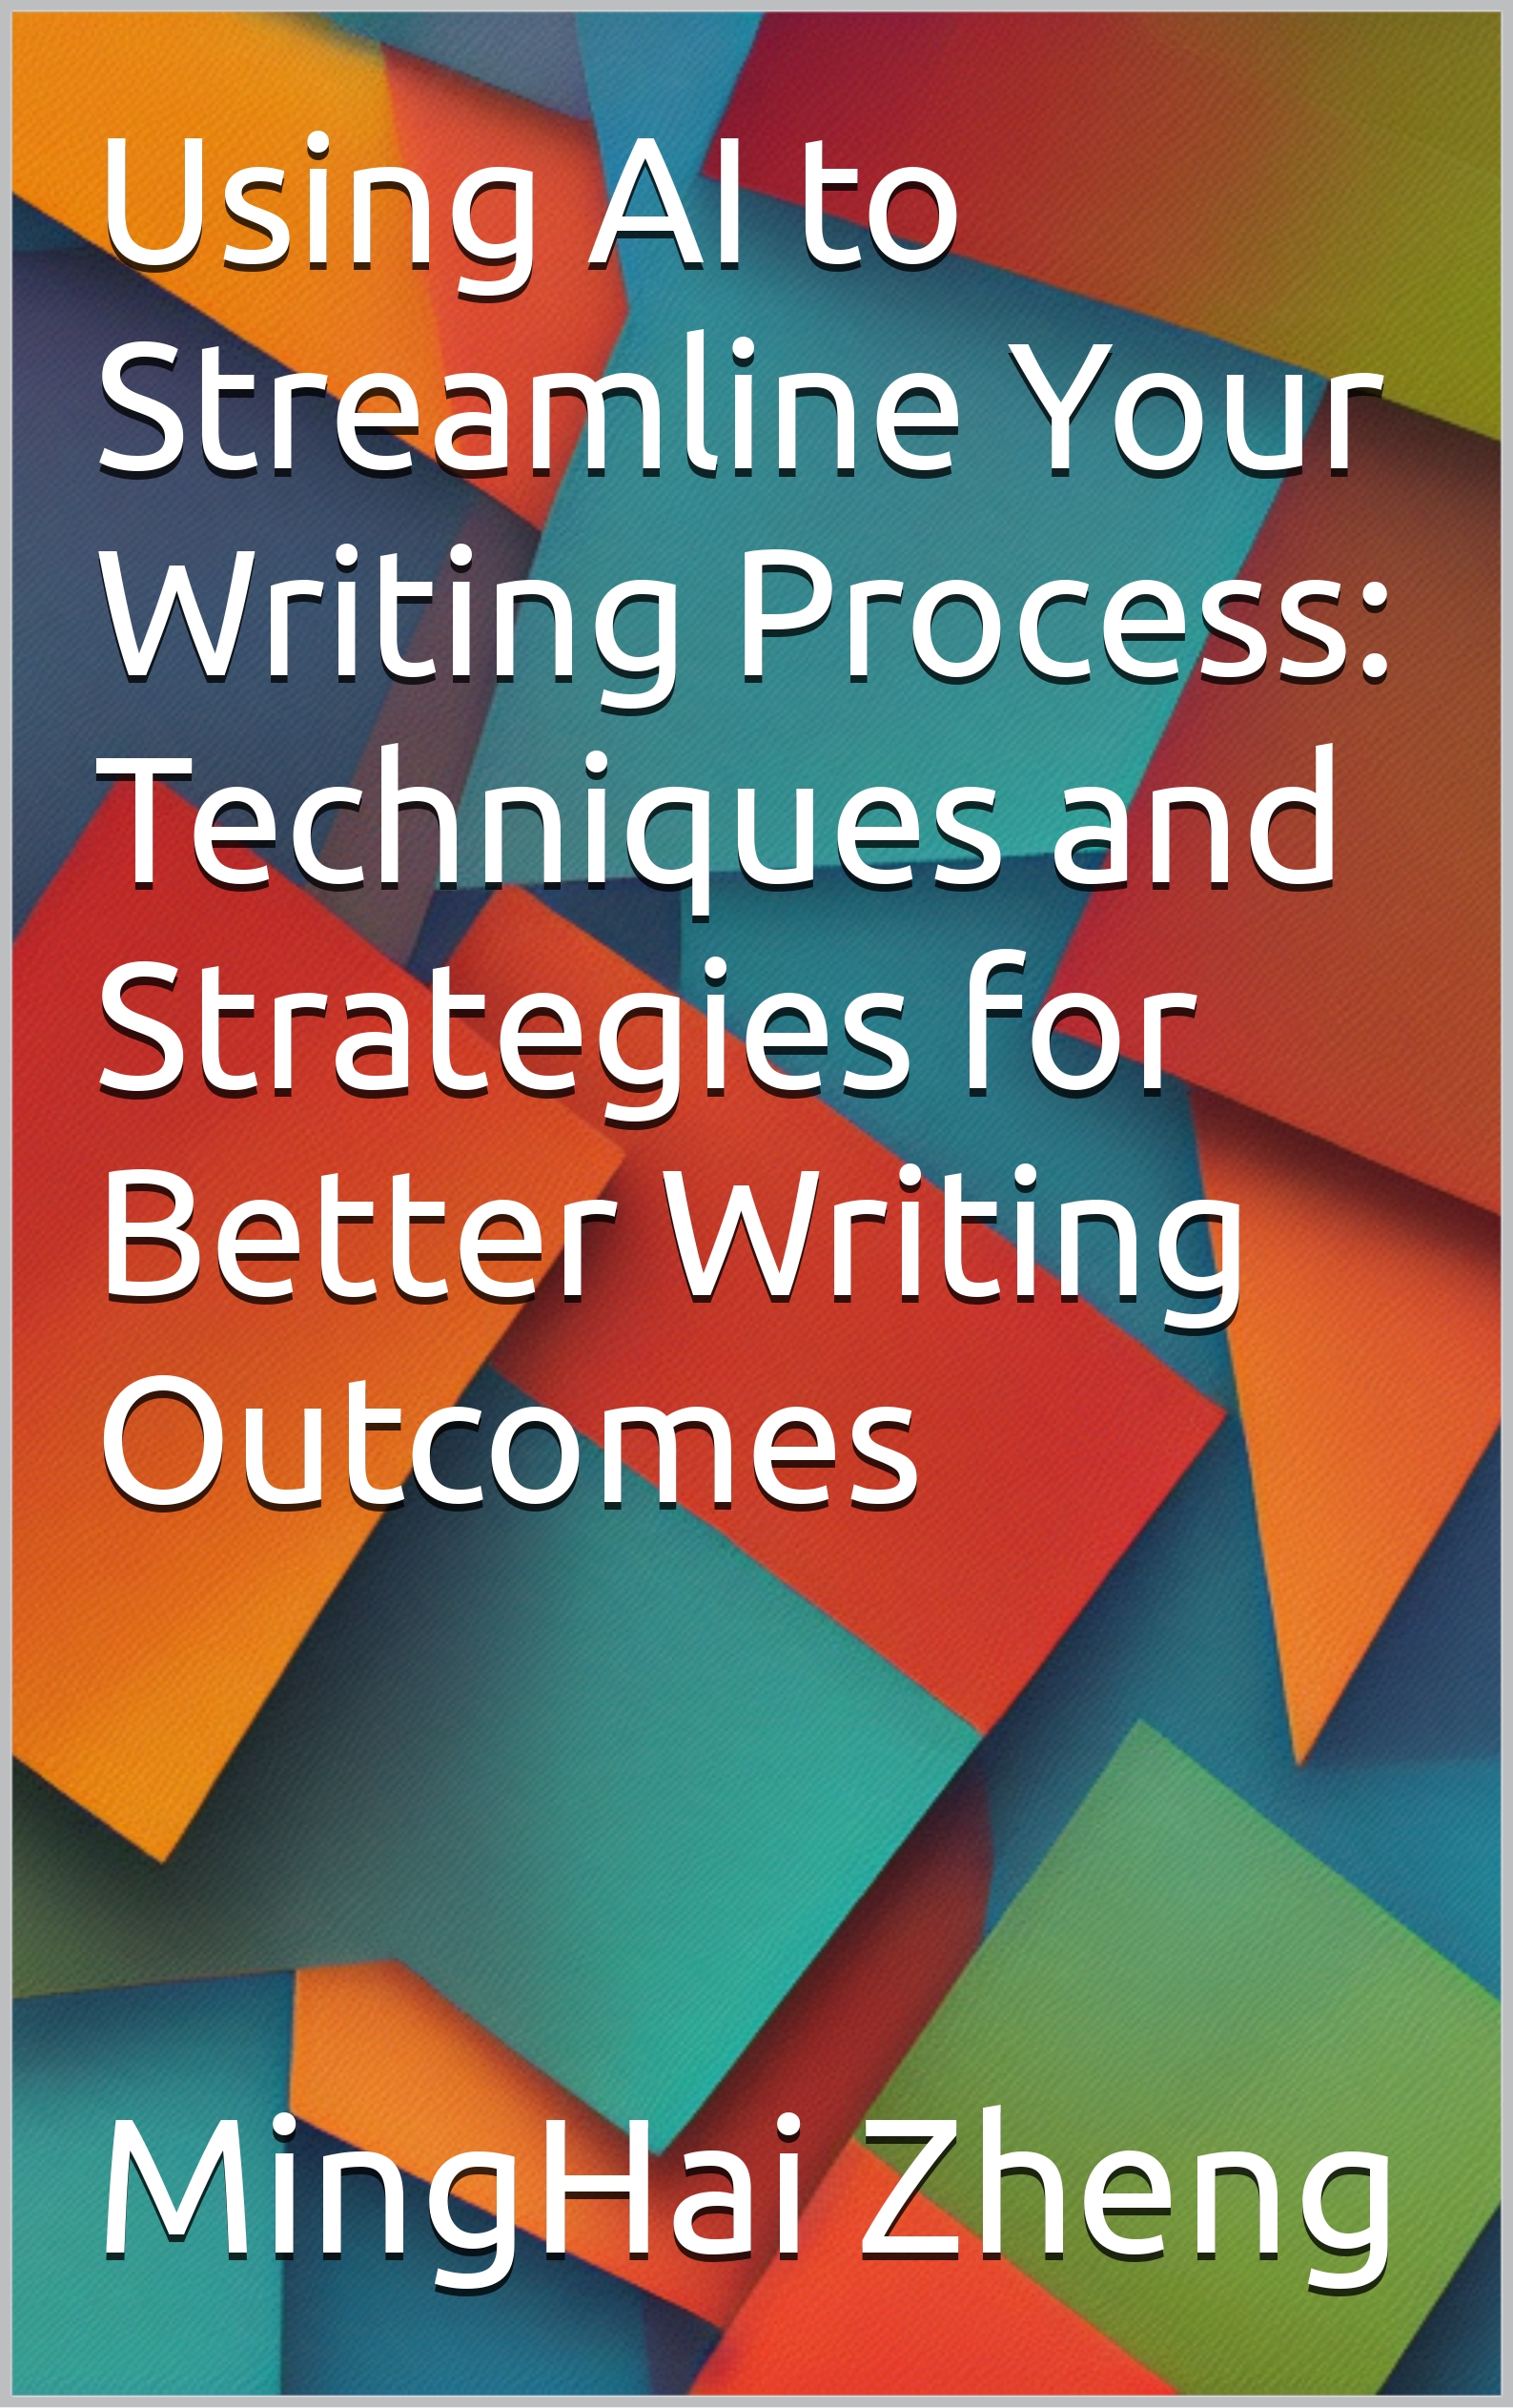 Using AI to
Streamline Your
Writing Process:
Techniques and
Strategies for
Better Writing
Outcomes
MingHai Zheng